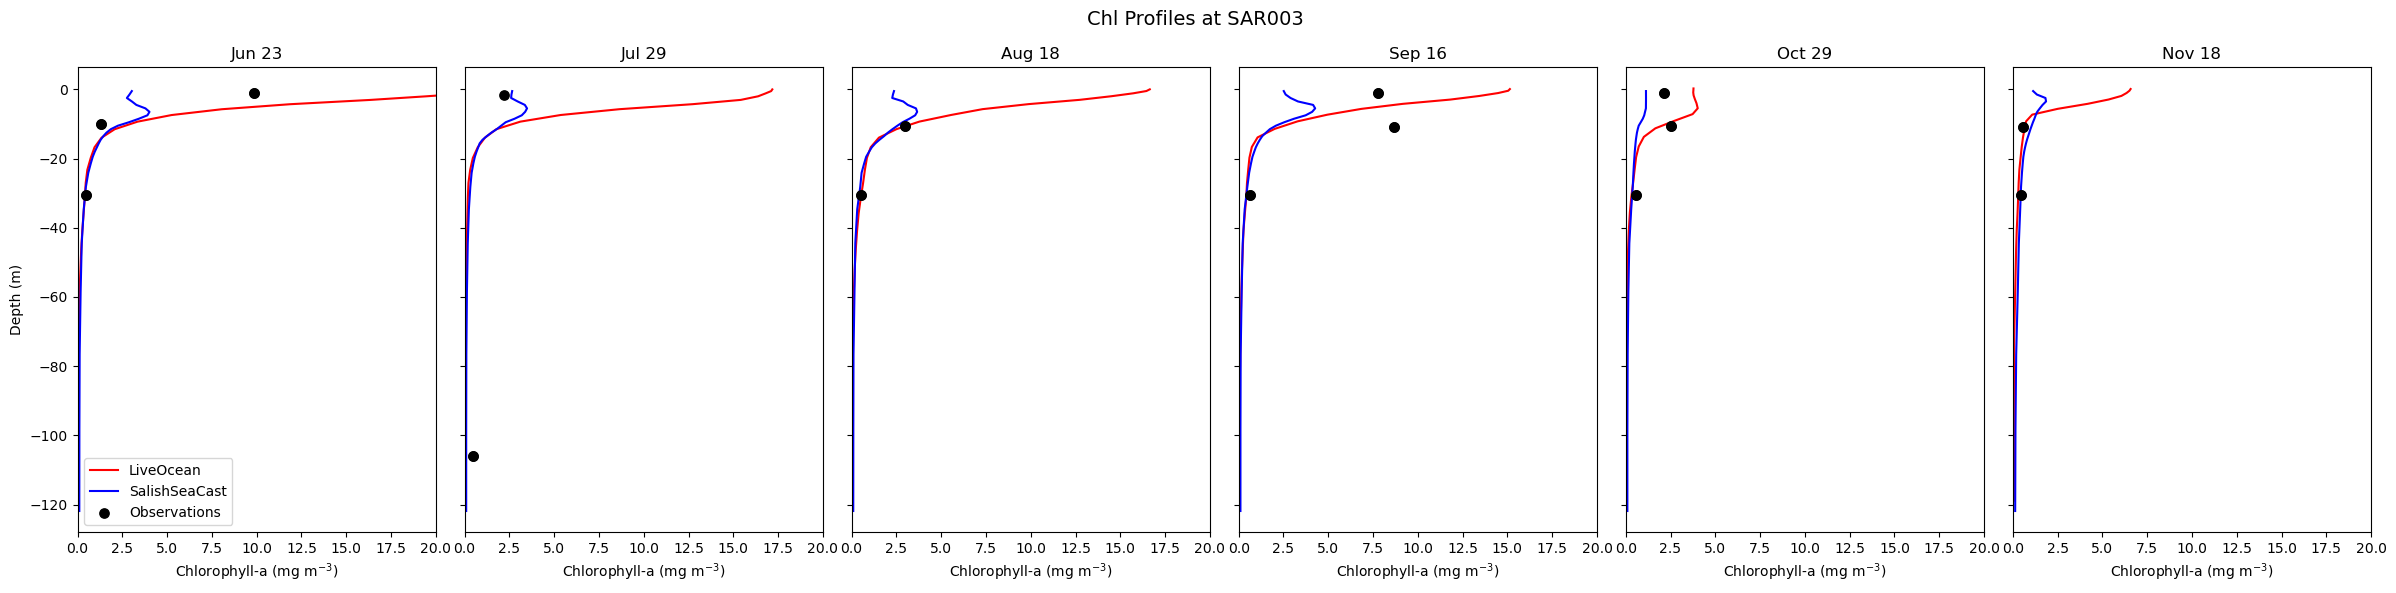 Chl Profiles at SAR003
Jun 23
Jul 29
Aug 18
Sep 16
Oct 29
Nov 18
Depth (m)
0
−20
−40
−60
−80
−100
−120
LiveOcean
SalishSeaCast
Observations
0.0 2.5 5.0 7.5 10.0 12.5 15.0 17.5 20.0
0.0 2.5 5.0 7.5 10.0 12.5 15.0 17.5 20.0
0.0 2.5 5.0 7.5 10.0 12.5 15.0 17.5 20.0
0.0 2.5 5.0 7.5 10.0 12.5 15.0 17.5 20.0
0.0 2.5 5.0 7.5 10.0 12.5 15.0 17.5 20.0
0.0 2.5 5.0 7.5 10.0 12.5 15.0 17.5 20.0
Chlorophyll-a (mg m⁻³)
Chlorophyll-a (mg m⁻³)
Chlorophyll-a (mg m⁻³)
Chlorophyll-a (mg m⁻³)
Chlorophyll-a (mg m⁻³)
Chlorophyll-a (mg m⁻³)